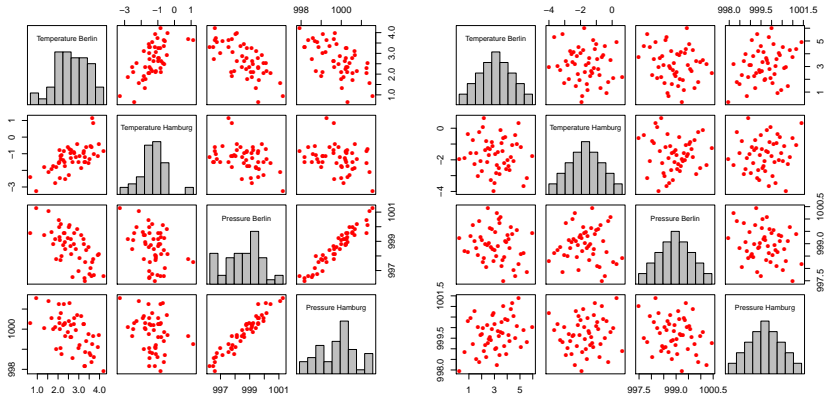 −3 −1 0 1 998 1000
Temperature Berlin
1.0 2.0 3.0 4.0
−3 −1 0 1
Temperature Hamburg
Pressure Berlin
997 999 1001
998 1000
Pressure Hamburg
1.0 2.0 3.0 4.0 997 999 1001
−4 −2 0 998.0 999.5 1001.5
Temperature Berlin
1 3 5
−4 −2 0
Temperature Hamburg
Pressure Berlin
997.5 999.0 1000.5
998.0 999.5 1001.5
Pressure Hamburg
1 3 5 997.5 999.0 1000.5